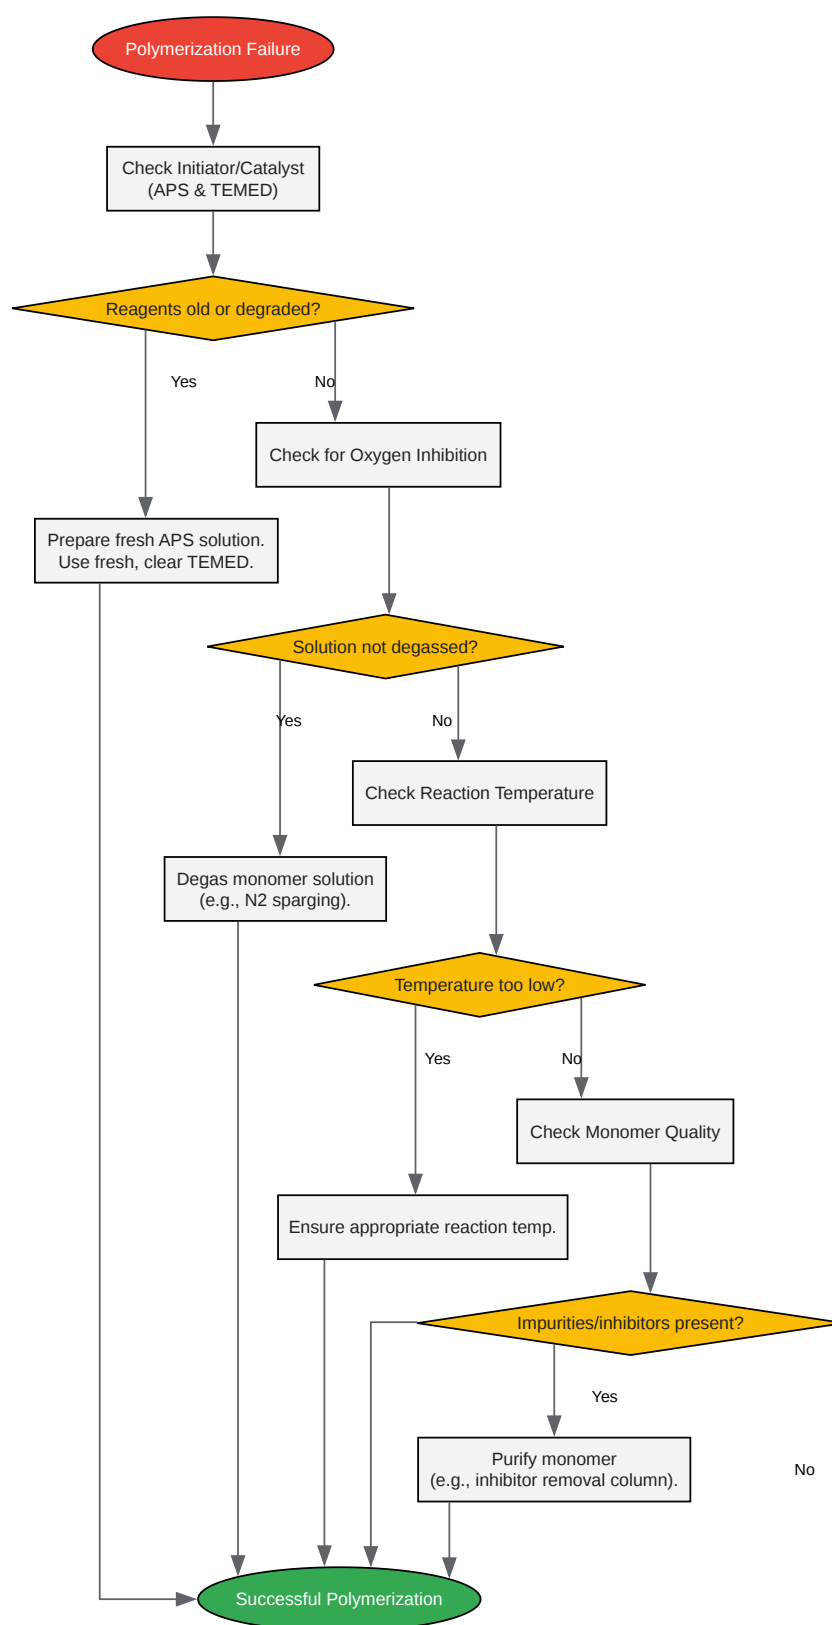 Polymerization Failure
Check Initiator/Catalyst
(APS & TEMED)
Reagents old or degraded?
Yes
No
Check for Oxygen Inhibition
Prepare fresh APS solution.
Use fresh, clear TEMED.
Solution not degassed?
Yes
No
Check Reaction Temperature
Degas monomer solution
(e.g., N2 sparging).
Temperature too low?
Yes
No
Check Monomer Quality
Ensure appropriate reaction temp.
Impurities/inhibitors present?
Yes
Purify monomer
(e.g., inhibitor removal column).
No
Successful Polymerization